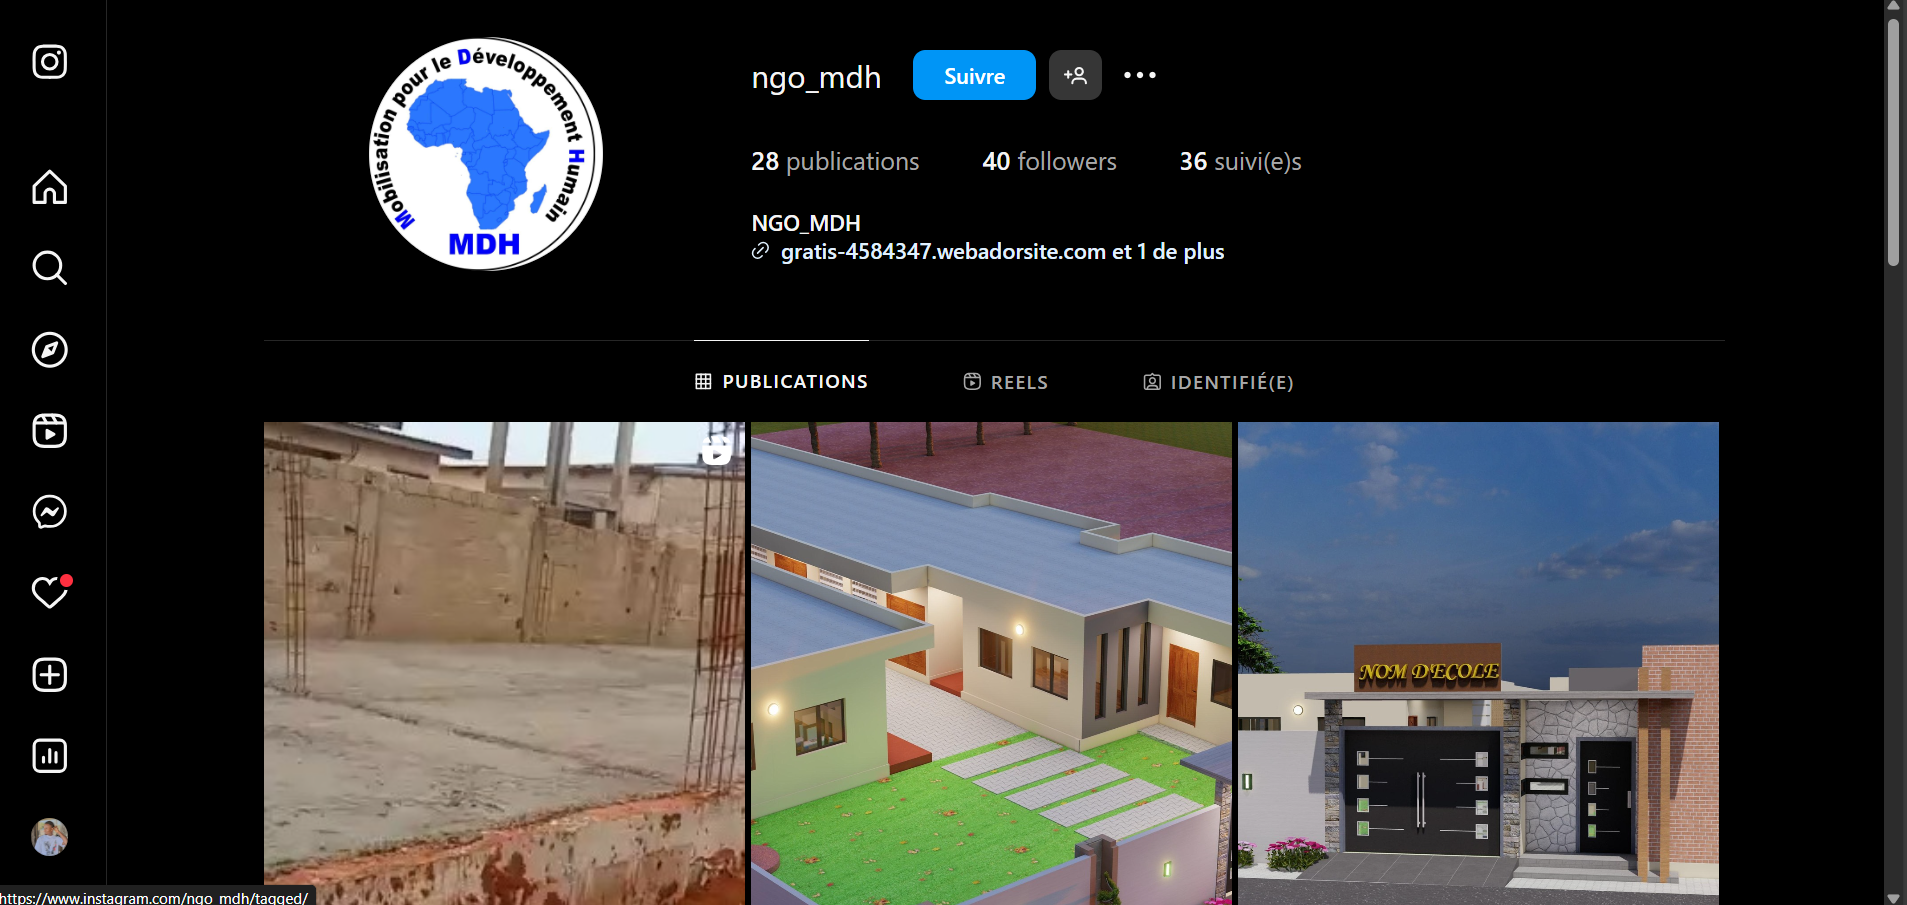 Mobilisation pour le Développement Humain
MDH
ngo_mdh
Suivre
28 publications
40 followers
36 suivi(e)s
NGO_MDH
gratis-4584347.webadorsite.com et 1 de plus
PUBLICATIONS
REELS
IDENTIFIÉ(E)
NOM D'ECOLE
https://www.instagram.com/ngo_mdh/tagged/